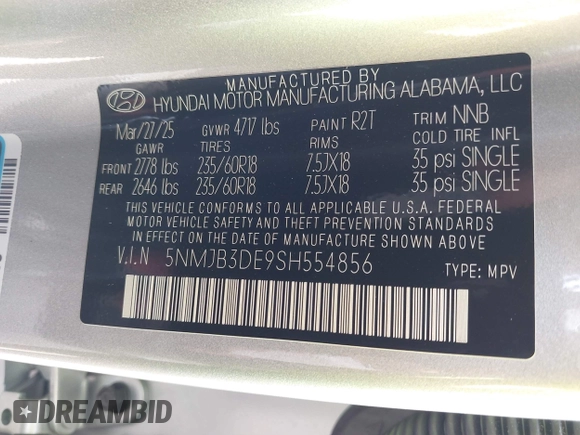 MANUFACTURED BY
HYUNDAI MOTOR MANUFACTURING ALABAMA, LLC
Mar/27/25 GVWR 4717 lbs PAINT R2T TRIM NNB
GAWR TIRES RIMS COLD TIRE INFL
FRONT 2778 lbs 235/60R18 7.5JX18 35 psi SINGLE
REAR 2646 lbs 235/60R18 7.5JX18 35 psi SINGLE
THIS VEHICLE CONFORMS TO ALL APPLICABLE U.S.A. FEDERAL
MOTOR VEHICLE SAFETY AND THEFT PREVENTION STANDARDS
IN EFFECT ON THE DATE OF MANUFACTURE SHOWN ABOVE.
V.I.N 5NMJB3DE9SH554856 TYPE: MPV
DREAMBID